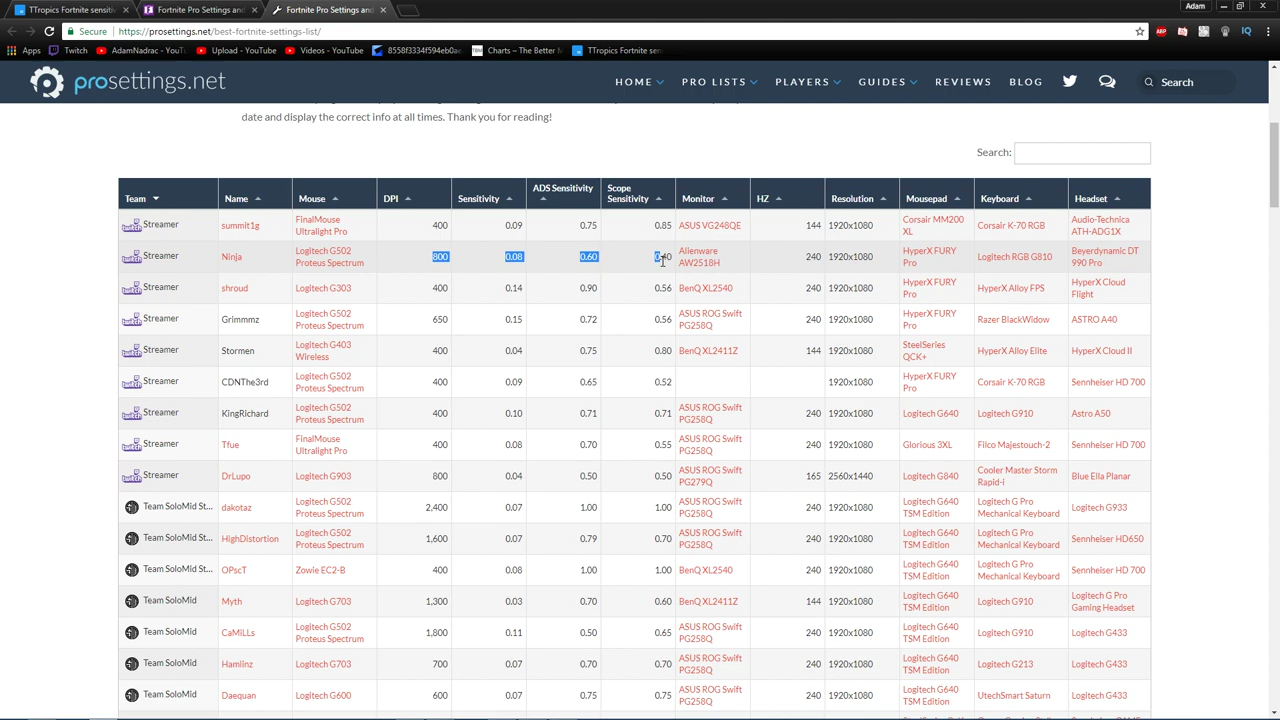 TTropics Fortnite sensiti
Fortnite Pro Settings and
Fortnite Pro Settings and
Adam
Secure https://prosettings.net/best-fortnite-settings-list/
Apps Twitch AdamNadrac - YouTu Upload - YouTube Videos - YouTube 8558f3334f594eb0ae Charts – The Better M TTropics Fortnite sen
prosettings.net HOME PRO LISTS PLAYERS GUIDES REVIEWS BLOG Search
date and display the correct info at all times. Thank you for reading!
Search:
Team Name Mouse DPI Sensitivity ADS Sensitivity Scope Sensitivity Monitor HZ Resolution Mousepad Keyboard Headset
Streamer summit1g FinalMouse Ultralight Pro 400 0.09 0.75 0.85 ASUS VG248QE 144 1920x1080 Corsair MM200 XL Corsair K-70 RGB Audio-Technica ATH-ADG1X
Streamer Ninja Logitech G502 Proteus Spectrum 800 0.08 0.60 0.40 Alienware AW2518H 240 1920x1080 HyperX FURY Pro Logitech RGB G810 Beyerdynamic DT 990 Pro
Streamer shroud Logitech G303 400 0.14 0.90 0.56 BenQ XL2540 240 1920x1080 HyperX FURY Pro HyperX Alloy FPS HyperX Cloud Flight
Streamer Grimmmz Logitech G502 Proteus Spectrum 650 0.15 0.72 0.56 ASUS ROG Swift PG258Q 240 1920x1080 HyperX FURY Pro Razer BlackWidow ASTRO A40
Streamer Stormen Logitech G403 Wireless 400 0.04 0.75 0.80 BenQ XL2411Z 144 1920x1080 SteelSeries QCK+ HyperX Alloy Elite HyperX Cloud II
Streamer CDNThe3rd Logitech G502 Proteus Spectrum 400 0.09 0.65 0.52 1920x1080 HyperX FURY Pro Corsair K-70 RGB Sennheiser HD 700
Streamer KingRichard Logitech G502 Proteus Spectrum 400 0.10 0.71 0.71 ASUS ROG Swift PG258Q 240 1920x1080 Logitech G640 Logitech G910 Astro A50
Streamer Tfue FinalMouse Ultralight Pro 400 0.08 0.70 0.55 ASUS ROG Swift PG258Q 240 1920x1080 Glorious 3XL Filco Majestouch-2 Sennheiser HD 700
Streamer DrLupo Logitech G903 800 0.04 0.50 0.50 ASUS ROG Swift PG279Q 165 2560x1440 Logitech G840 Cooler Master Storm Rapid-i Blue Ella Planar
Team SoloMid St... dakotaz Logitech G502 Proteus Spectrum 2,400 0.07 1.00 1.00 ASUS ROG Swift PG258Q 240 1920x1080 Logitech G640 TSM Edition Logitech G Pro Mechanical Keyboard Logitech G933
Team SoloMid St... HighDistortion Logitech G502 Proteus Spectrum 1,600 0.07 0.79 0.70 ASUS ROG Swift PG258Q 240 1920x1080 Logitech G640 TSM Edition Logitech G Pro Mechanical Keyboard Sennheiser HD650
Team SoloMid St... OPscT Zowie EC2-B 400 0.08 1.00 1.00 BenQ XL2540 240 1920x1080 Logitech G640 TSM Edition Logitech G Pro Mechanical Keyboard Sennheiser HD 700
Team SoloMid Myth Logitech G703 1,300 0.03 0.70 0.60 BenQ XL2411Z 144 1920x1080 Logitech G640 TSM Edition Logitech G910 Logitech G Pro Gaming Headset
Team SoloMid CaMiLLs Logitech G502 Proteus Spectrum 1,800 0.11 0.50 0.65 ASUS ROG Swift PG258Q 240 1920x1080 Logitech G640 TSM Edition Logitech G910 Logitech G433
Team SoloMid Hamlinz Logitech G703 700 0.07 0.70 0.70 ASUS ROG Swift PG258Q 240 1920x1080 Logitech G640 TSM Edition Logitech G213 Logitech G433
Team SoloMid Daequan Logitech G600 600 0.07 0.75 0.75 ASUS ROG Swift PG258Q 240 1920x1080 Logitech G640 TSM Edition UtechSmart Saturn Logitech G433